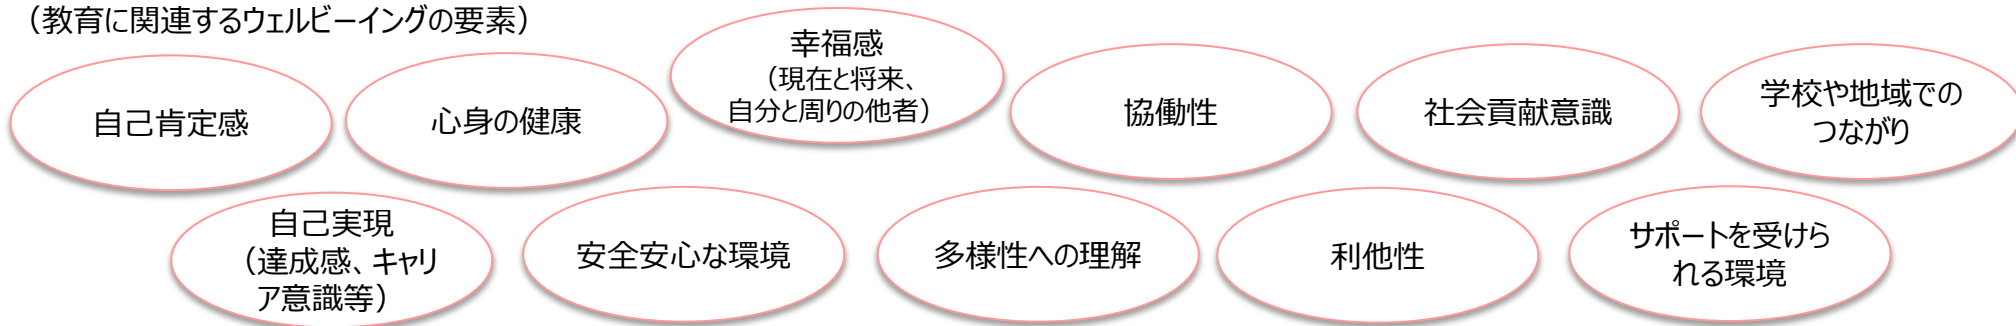 （教育に関連するウェルビーイングの要素）
自己肯定感
心身の健康
幸福感
（現在と将来、
自分と周りの他者）
協働性
社会貢献意識
学校や地域での
つながり
自己実現
（達成感、キャリ
ア意識等）
安全安心な環境
多様性への理解
利他性
サポートを受けら
れる環境